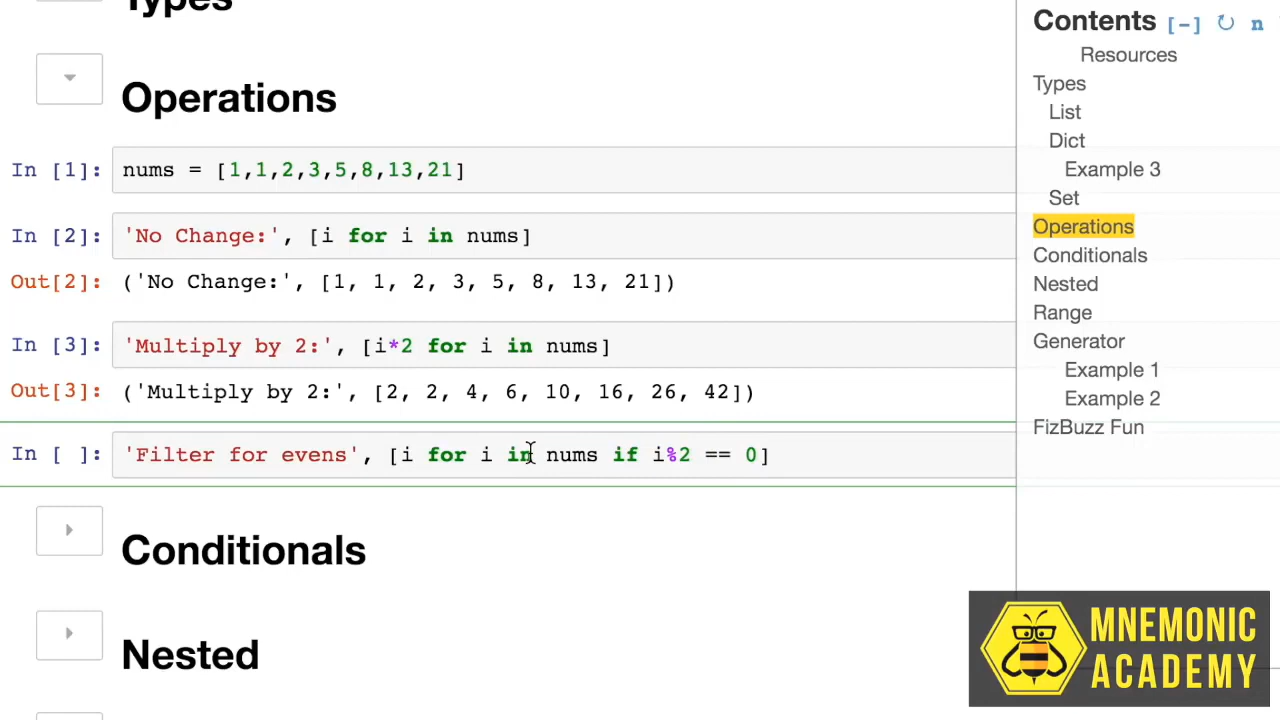 Types
Operations
In [1]: nums = [1,1,2,3,5,8,13,21]
In [2]: 'No Change:', [i for i in nums]
Out[2]: ('No Change:', [1, 1, 2, 3, 5, 8, 13, 21])
In [3]: 'Multiply by 2:', [i*2 for i in nums]
Out[3]: ('Multiply by 2:', [2, 2, 4, 6, 10, 16, 26, 42])
In [ ]: 'Filter for evens', [i for i in nums if i%2 == 0]
Conditionals
Nested
Contents [-] ↻ n
Resources
Types
List
Dict
Example 3
Set
Operations
Conditionals
Nested
Range
Generator
Example 1
Example 2
FizBuzz Fun
MNEMONIC
ACADEMY